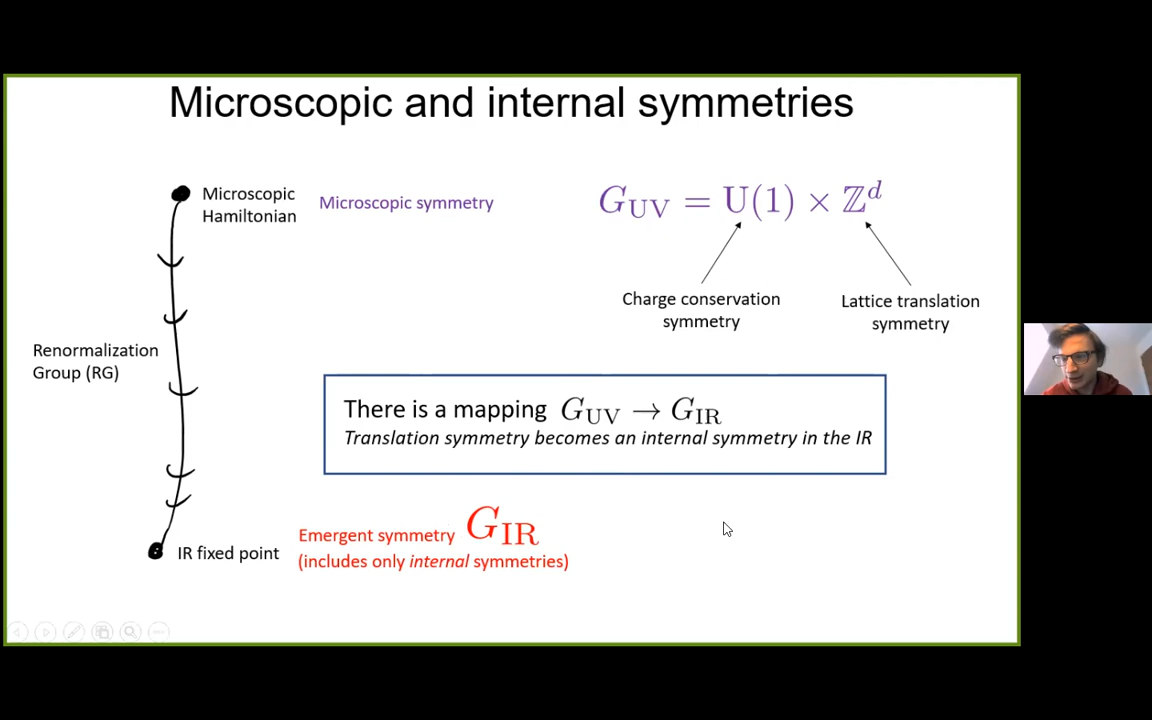 Microscopic and internal symmetries
Microscopic
Hamiltonian
Microscopic symmetry
G_UV = U(1) × ℤ^d
Charge conservation
symmetry
Lattice translation
symmetry
Renormalization
Group (RG)
There is a mapping G_UV → G_IR
Translation symmetry becomes an internal symmetry in the IR
Emergent symmetry G_IR
(includes only internal symmetries)
IR fixed point